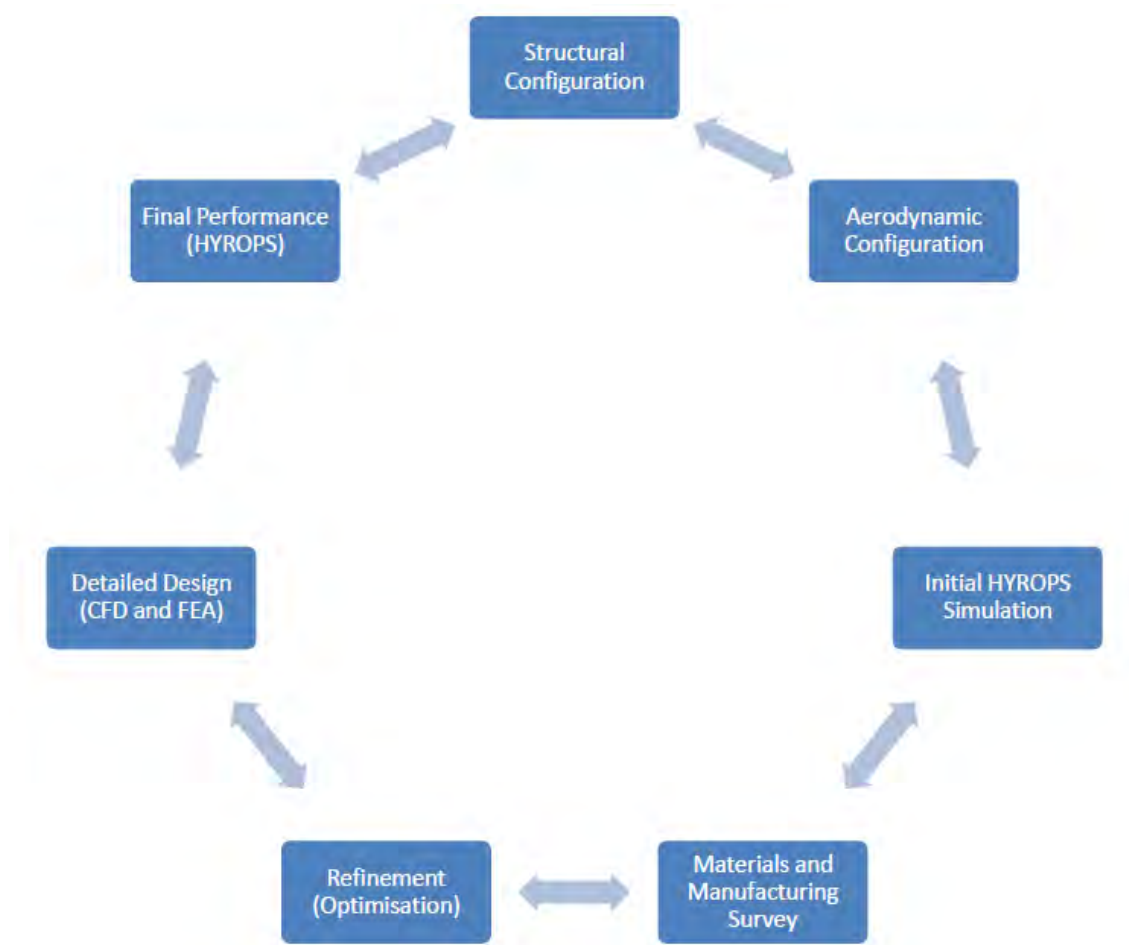 Structural
Configuration
Aerodynamic
Configuration
Initial HYROPS
Simulation
Materials and
Manufacturing
Survey
Refinement
(Optimisation)
Detailed Design
(CFD and FEA)
Final Performance
(HYROPS)